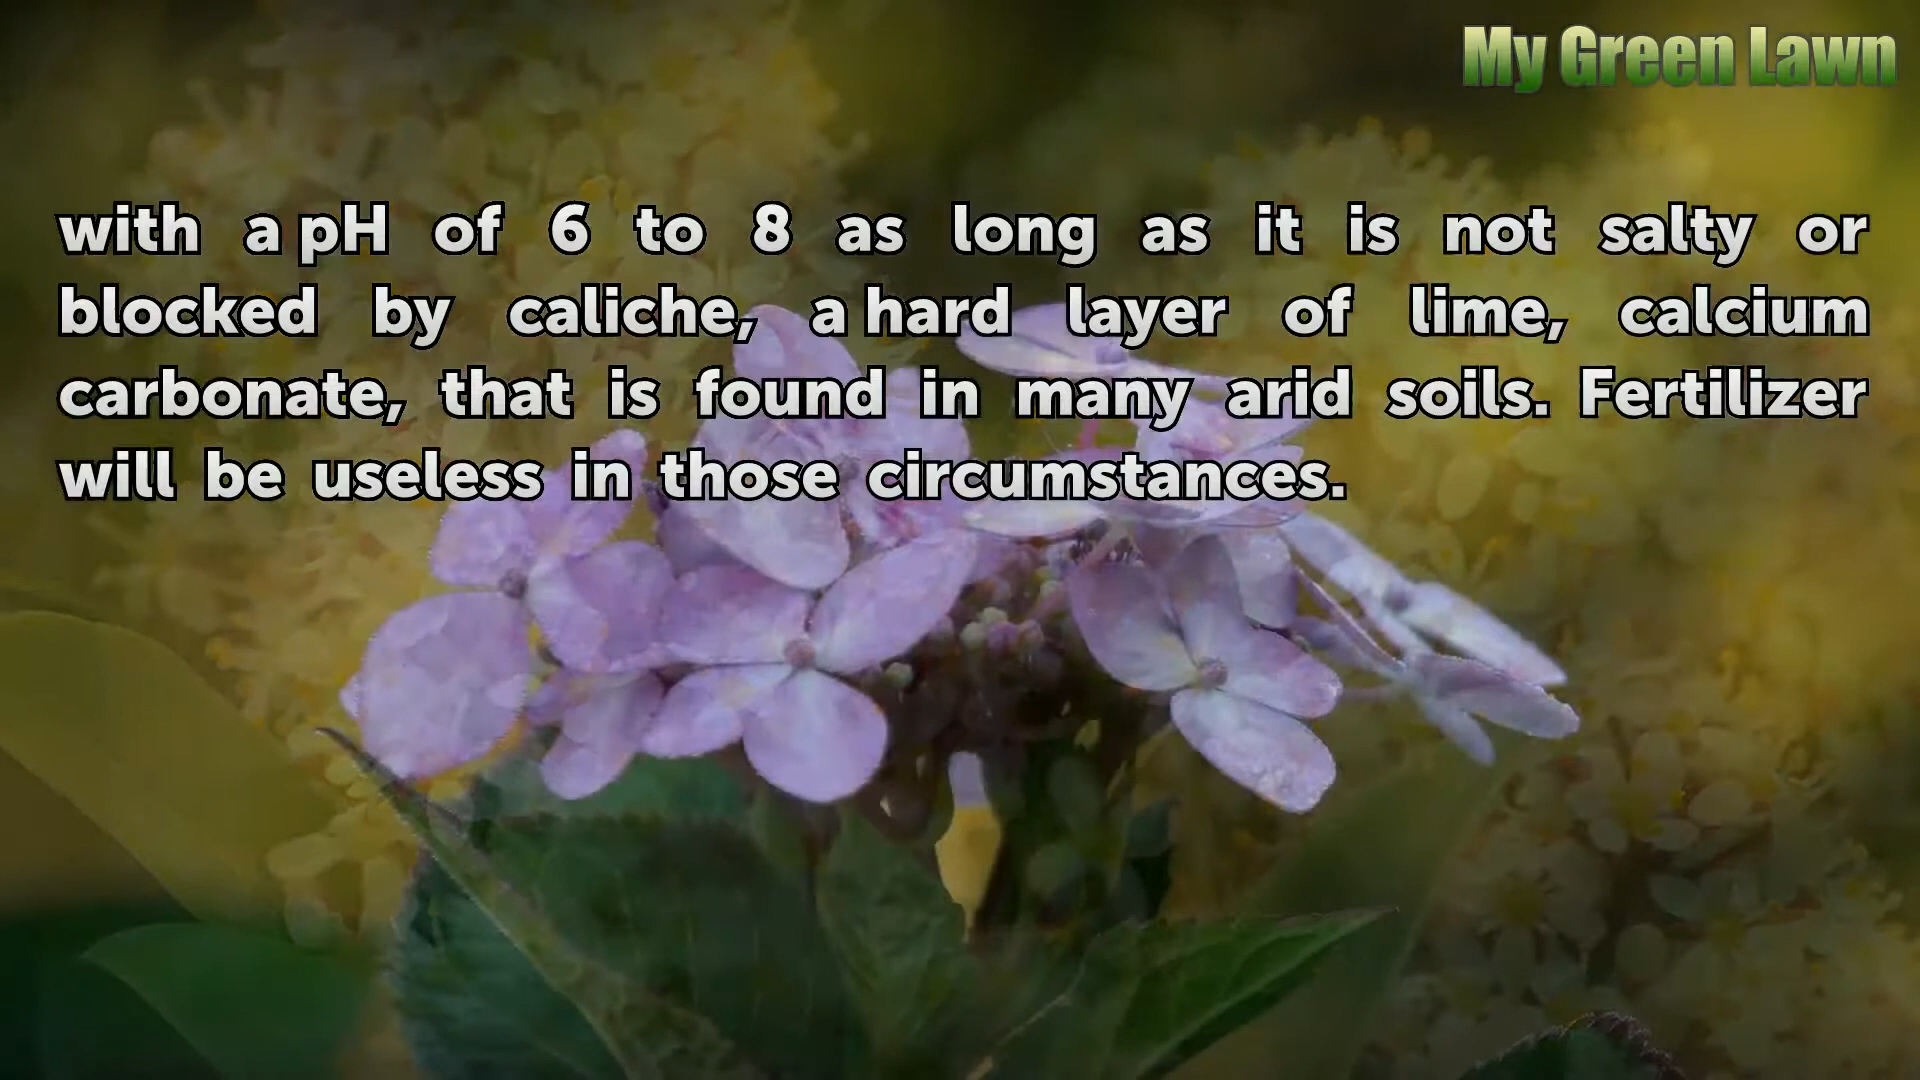 My Green Lawn
with a pH of 6 to 8 as long as it is not salty or
blocked by caliche, a hard layer of lime, calcium
carbonate, that is found in many arid soils. Fertilizer
will be useless in those circumstances.